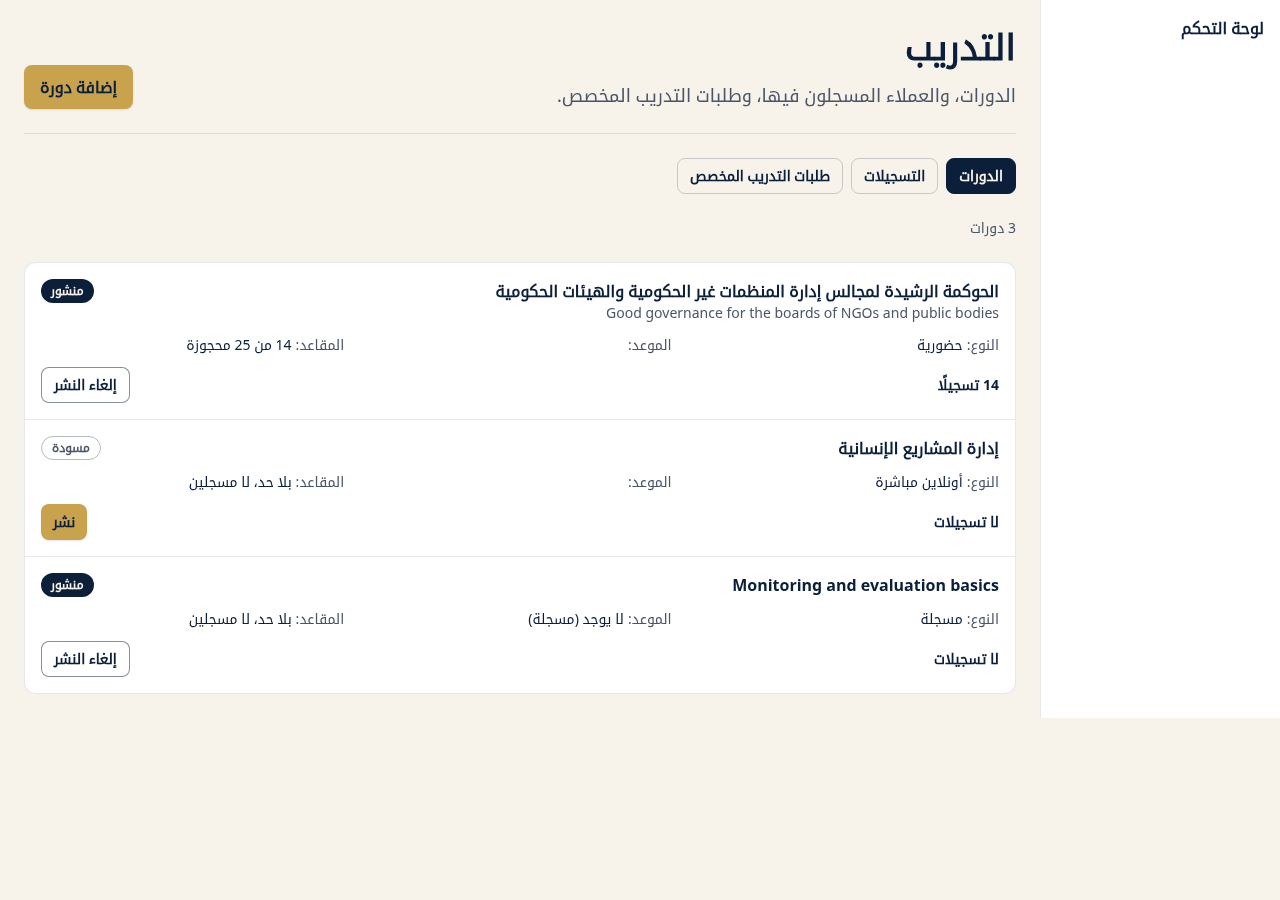 لوحة التحكم
التدريب
الدورات، والعملاء المسجلون فيها، وطلبات التدريب المخصص.
إضافة دورة
الدورات
التسجيلات
طلبات التدريب المخصص
3 دورات
الحوكمة الرشيدة لمجالس إدارة المنظمات غير الحكومية والهيئات الحكومية
منشور
Good governance for the boards of NGOs and public bodies
النوع: حضورية
الموعد:
المقاعد: 14 من 25 محجوزة
14 تسجيلًا
إلغاء النشر
إدارة المشاريع الإنسانية
مسودة
النوع: أونلاين مباشرة
الموعد:
المقاعد: بلا حد، لا مسجلين
لا تسجيلات
نشر
Monitoring and evaluation basics
منشور
النوع: مسجلة
الموعد: لا يوجد (مسجلة)
المقاعد: بلا حد، لا مسجلين
لا تسجيلات
إلغاء النشر